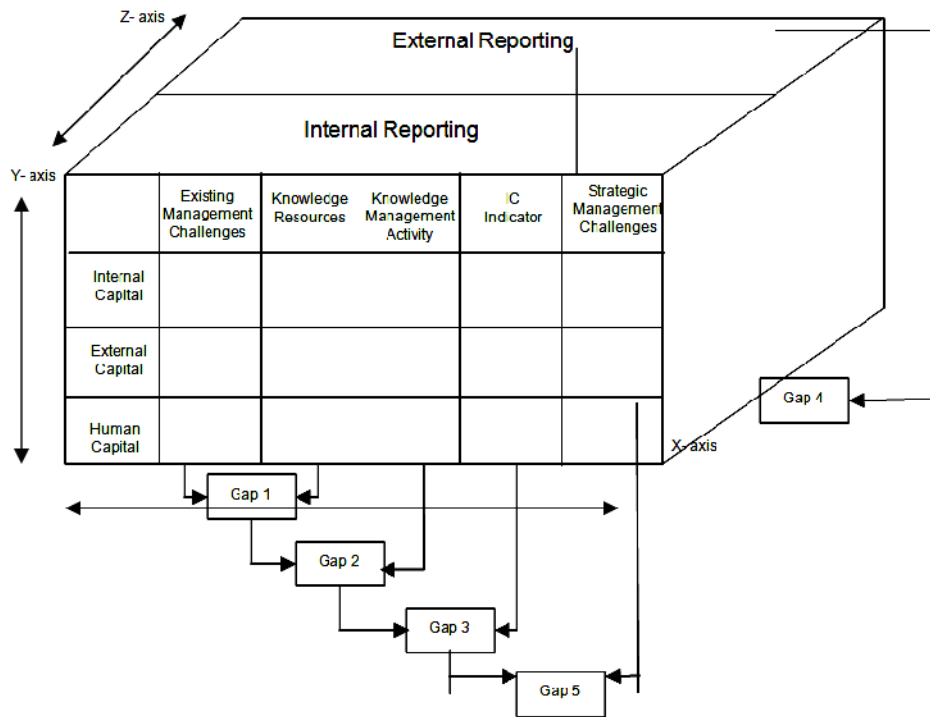 Z- axis
External Reporting
Internal Reporting
Y- axis
Existing
Management
Challenges
Knowledge
Resources
Knowledge
Management
Activity
IC
Indicator
Strategic
Management
Challenges
Internal
Capital
External
Capital
Human
Capital
X- axis
Gap 4
Gap 1
Gap 2
Gap 3
Gap 5